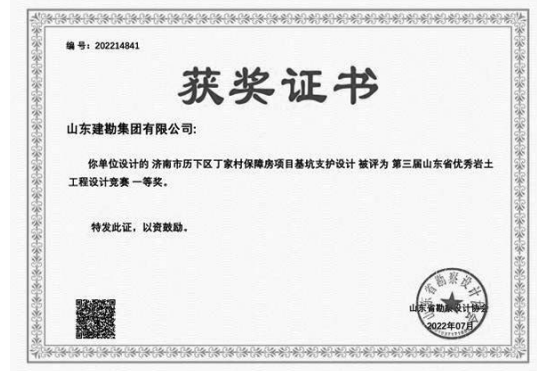 编号：202214841
获奖证书
山东建勘集团有限公司:
你单位设计的 济南市历下区丁家村保障房项目基坑支护设计 被评为 第三届山东省优秀岩土
工程设计竞赛 一等奖。
特发此证，以资鼓励。
山东省勘察设计协会
2022年07月